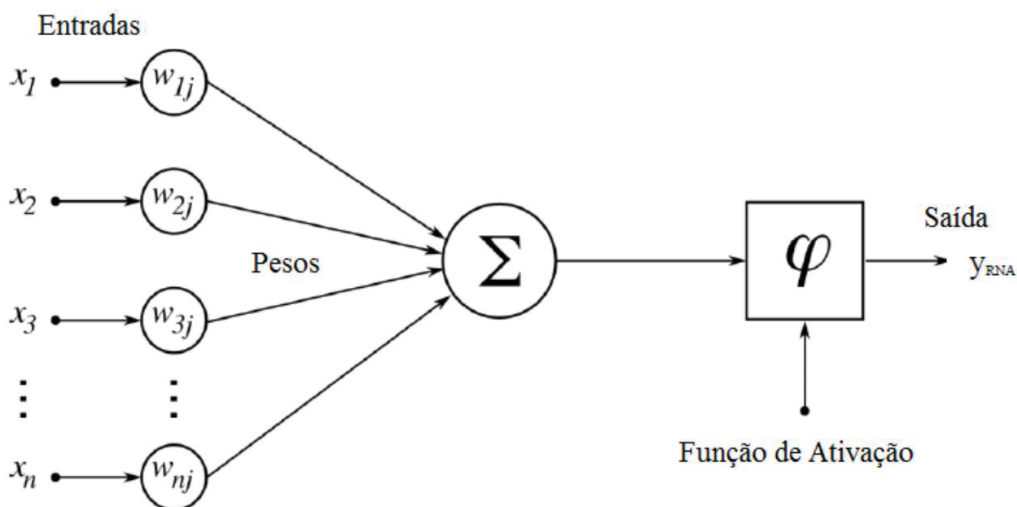 Entradas
x1 w1j
x2 w2j
Pesos
Σ
φ
Saída
yRNA
x3 w3j
⋮ ⋮
xn wnj
Função de Ativação